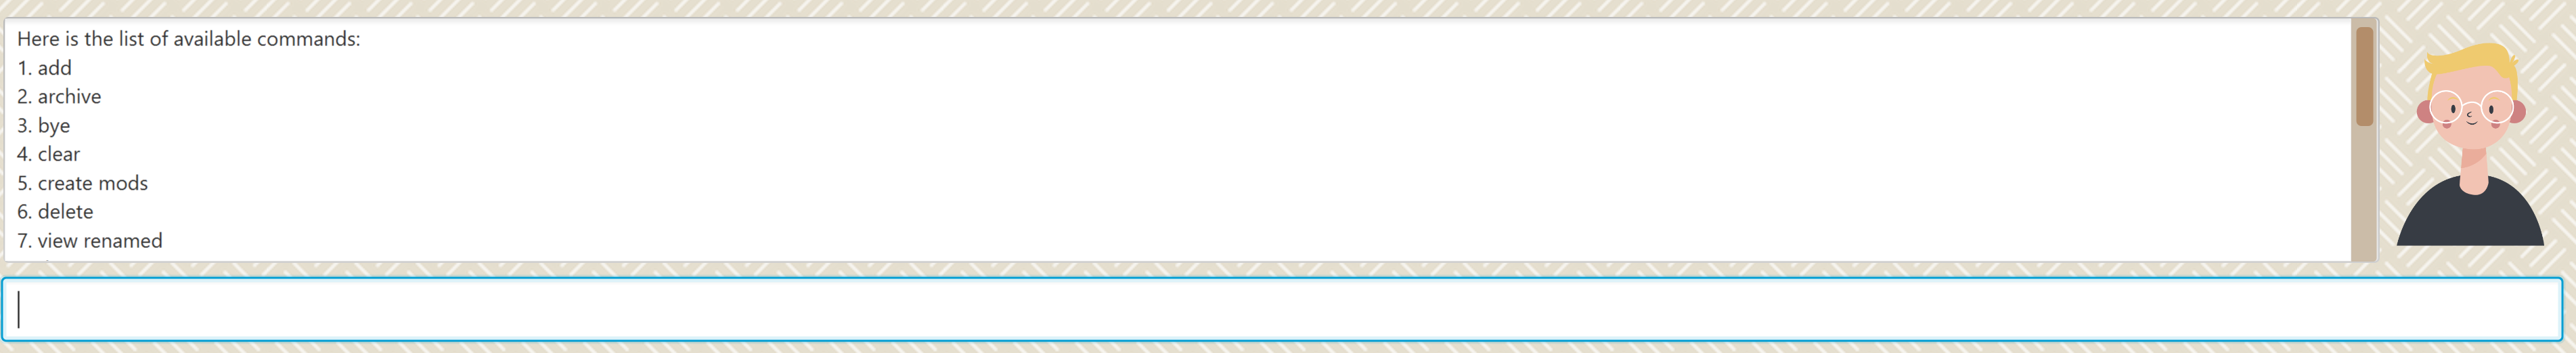 Here is the list of available commands:
1. add
2. archive
3. bye
4. clear
5. create mods
6. delete
7. view renamed